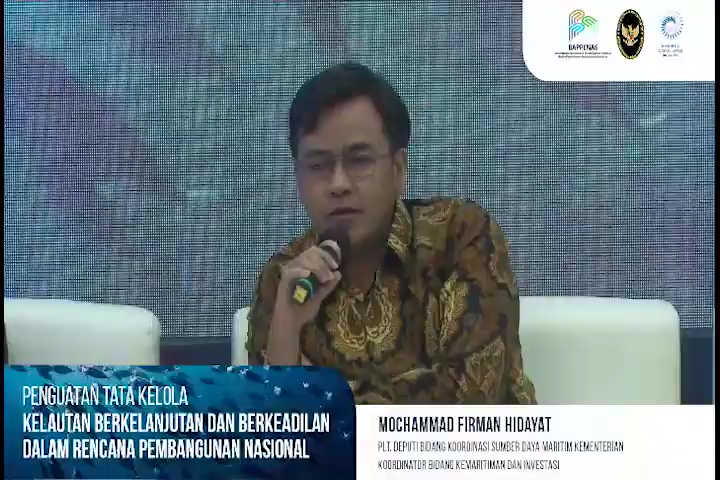 BAPPENAS
PENGUATAN TATA KELOLA
KELAUTAN BERKELANJUTAN DAN BERKEADILAN
DALAM RENCANA PEMBANGUNAN NASIONAL
MOCHAMMAD FIRMAN HIDAYAT
PLT. DEPUTI BIDANG KOORDINASI SUMBER DAYA MARITIM KEMENTERIAN
KOORDINATOR BIDANG KEMARITIMAN DAN INVESTASI